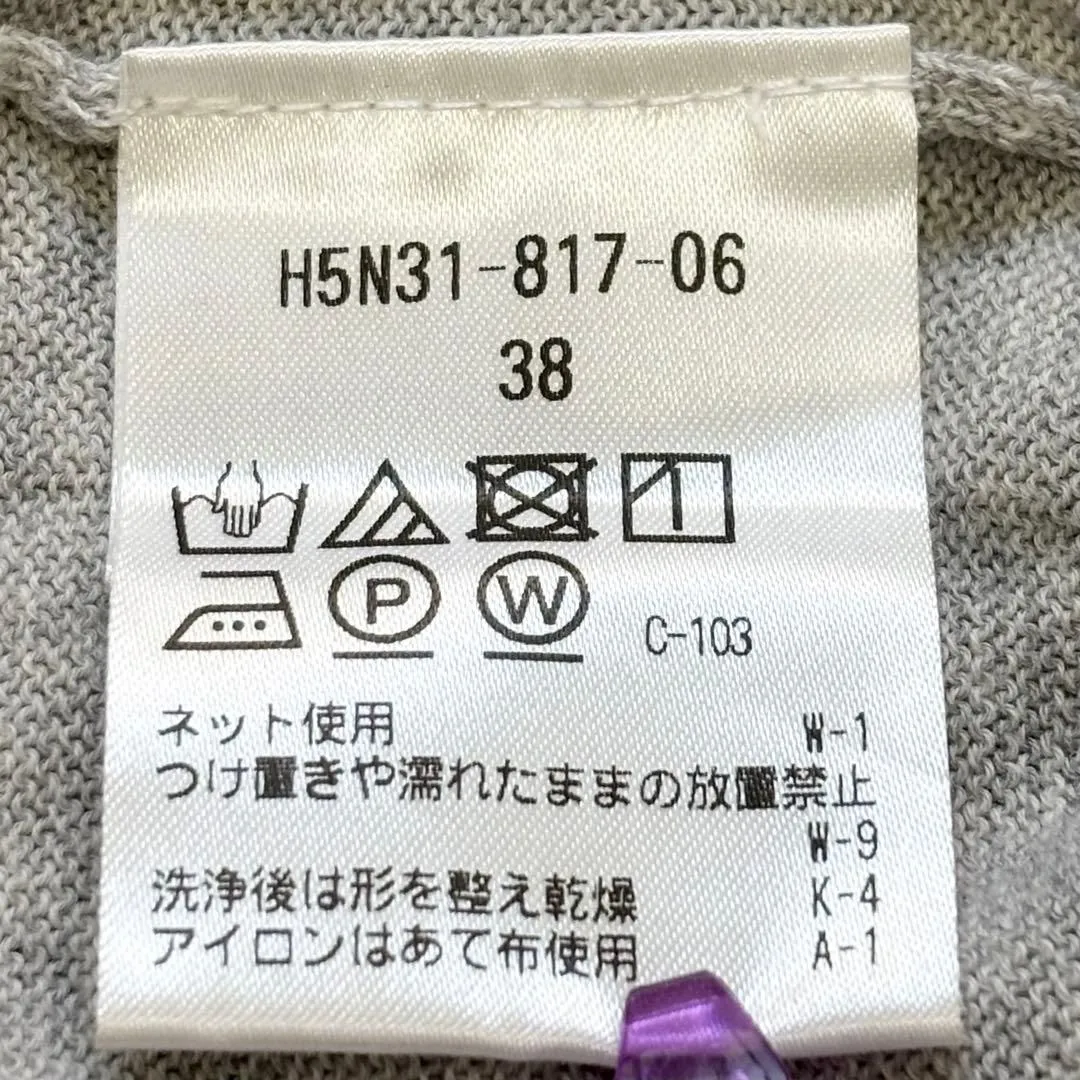 H5N31-817-06
38
P W C-103
ネット使用 W-1
つけ置きや濡れたままの放置禁止
W-9
洗浄後は形を整え乾燥 K-4
アイロンはあて布使用 A-1